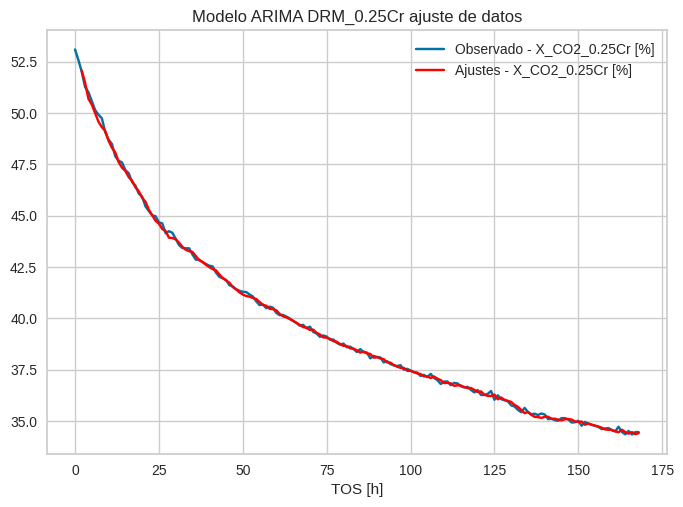 Modelo ARIMA DRM_0.25Cr ajuste de datos
Observado - X_CO2_0.25Cr [%]
Ajustes - X_CO2_0.25Cr [%]
52.5
50.0
47.5
45.0
42.5
40.0
37.5
35.0
0 25 50 75 100 125 150 175
TOS [h]